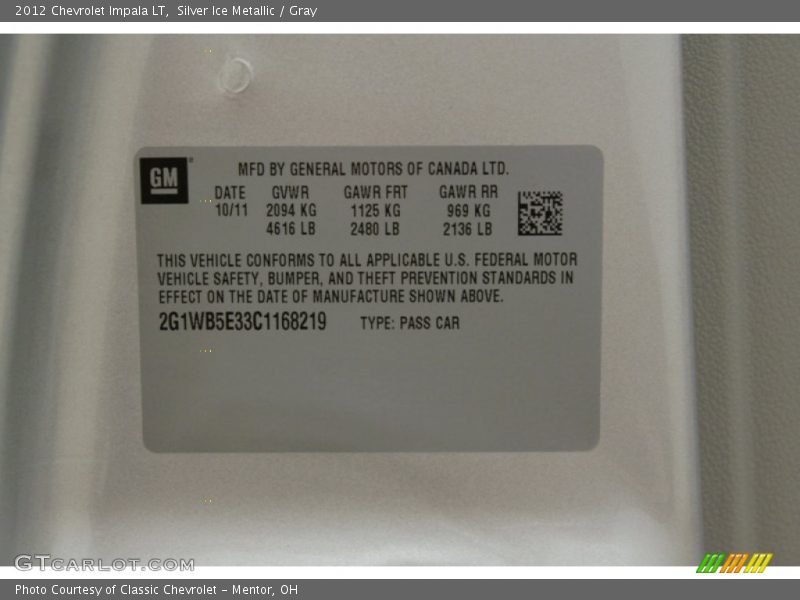 2012 Chevrolet Impala LT, Silver Ice Metallic / Gray
GM
MFD BY GENERAL MOTORS OF CANADA LTD.
DATE GVWR GAWR FRT GAWR RR
10/11 2094 KG 1125 KG 969 KG
4616 LB 2480 LB 2136 LB
THIS VEHICLE CONFORMS TO ALL APPLICABLE U.S. FEDERAL MOTOR
VEHICLE SAFETY, BUMPER, AND THEFT PREVENTION STANDARDS IN
EFFECT ON THE DATE OF MANUFACTURE SHOWN ABOVE.
2G1WB5E33C1168219 TYPE: PASS CAR
GTCARLOT.COM
Photo Courtesy of Classic Chevrolet - Mentor, OH